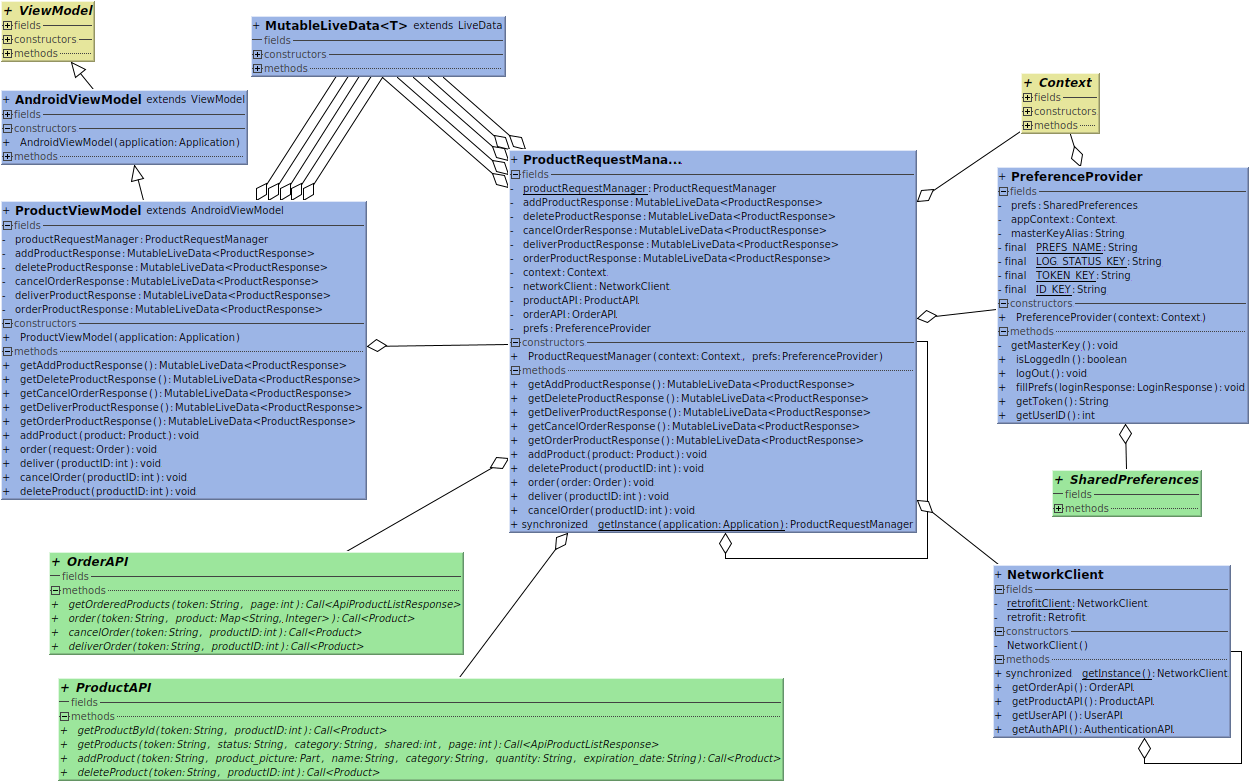 + ViewModel
fields
constructors
methods
+ MutableLiveData<T> extends LiveData
fields
constructors
methods
+ AndroidViewModel extends ViewModel
fields
constructors
+ AndroidViewModel(application:Application)
methods
+ Context
fields
constructors
methods
+ ProductViewModel extends AndroidViewModel
fields
- productRequestManager:ProductRequestManager
- addProductResponse:MutableLiveData<ProductResponse>
- deleteProductResponse:MutableLiveData<ProductResponse>
- cancelOrderResponse:MutableLiveData<ProductResponse>
- deliverProductResponse:MutableLiveData<ProductResponse>
- orderProductResponse:MutableLiveData<ProductResponse>
constructors
+ ProductViewModel(application:Application)
methods
+ getAddProductResponse():MutableLiveData<ProductResponse>
+ getDeleteProductResponse():MutableLiveData<ProductResponse>
+ getCancelOrderResponse():MutableLiveData<ProductResponse>
+ getDeliverProductResponse():MutableLiveData<ProductResponse>
+ getOrderProductResponse():MutableLiveData<ProductResponse>
+ addProduct(product:Product):void
+ order(request:Order):void
+ deliver(productID:int):void
+ cancelOrder(productID:int):void
+ deleteProduct(productID:int):void
+ ProductRequestMana...
fields
- productRequestManager:ProductRequestManager
- addProductResponse:MutableLiveData<ProductResponse>
- deleteProductResponse:MutableLiveData<ProductResponse>
- cancelOrderResponse:MutableLiveData<ProductResponse>
- deliverProductResponse:MutableLiveData<ProductResponse>
- orderProductResponse:MutableLiveData<ProductResponse>
- context:Context
- networkClient:NetworkClient
- productAPI:ProductAPI
- orderAPI:OrderAPI
- prefs:PreferenceProvider
constructors
+ ProductRequestManager(context:Context, prefs:PreferenceProvider)
methods
+ getAddProductResponse():MutableLiveData<ProductResponse>
+ getDeleteProductResponse():MutableLiveData<ProductResponse>
+ getDeliverProductResponse():MutableLiveData<ProductResponse>
+ getCancelOrderResponse():MutableLiveData<ProductResponse>
+ getOrderProductResponse():MutableLiveData<ProductResponse>
+ addProduct(product:Product):void
+ deleteProduct(productID:int):void
+ order(order:Order):void
+ deliver(productID:int):void
+ cancelOrder(productID:int):void
+ synchronized getInstance(application:Application):ProductRequestManager
+ PreferenceProvider
fields
- prefs:SharedPreferences
- appContext:Context
- masterKeyAlias:String
- final PREFS_NAME:String
- final LOG_STATUS_KEY:String
- final TOKEN_KEY:String
- final ID_KEY:String
constructors
+ PreferenceProvider(context:Context)
methods
- getMasterKey():void
+ isLoggedIn():boolean
+ logOut():void
+ fillPrefs(loginResponse:LoginResponse):void
+ getToken():String
+ getUserID():int
+ SharedPreferences
fields
methods
+ OrderAPI
fields
methods
+ getOrderedProducts(token:String, page:int):Call<ApiProductListResponse>
+ order(token:String, product:Map<String,Integer>):Call<Product>
+ cancelOrder(token:String, productID:int):Call<Product>
+ deliverOrder(token:String, productID:int):Call<Product>
+ NetworkClient
fields
- retrofitClient:NetworkClient
- retrofit:Retrofit
constructors
- NetworkClient()
methods
+ synchronized getInstance():NetworkClient
+ getOrderApi():OrderAPI
+ getProductAPI():ProductAPI
+ getUserAPI():UserAPI
+ getAuthAPI():AuthenticationAPI
+ ProductAPI
fields
methods
+ getProductById(token:String, productID:int):Call<Product>
+ getProducts(token:String, status:String, category:String, shared:int, page:int):Call<ApiProductListResponse>
+ addProduct(token:String, product_picture:Part, name:String, category:String, quantity:String, expiration_date:String):Call<Product>
+ deleteProduct(token:String, productID:int):Call<Product>